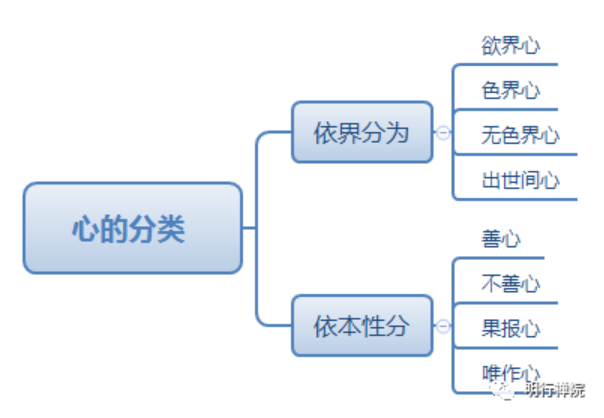 心的分类
依界分为
欲界心
色界心
无色界心
出世间心
依本性分
善心
不善心
果报心
唯作心
明行禅院